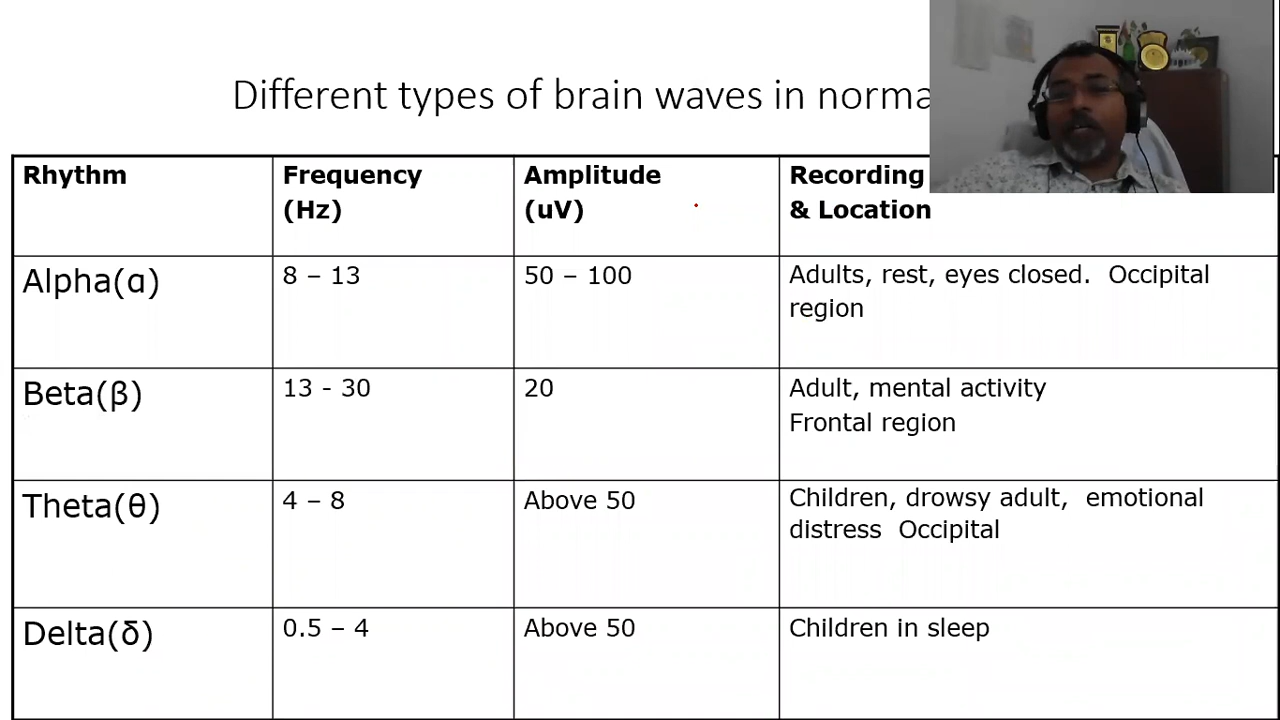 Different types of brain waves in norma
Rhythm
Frequency
(Hz)
Amplitude
(uV)
Recording
& Location
Alpha(α)
8 – 13
50 – 100
Adults, rest, eyes closed.  Occipital
region
Beta(β)
13 - 30
20
Adult, mental activity
Frontal region
Theta(θ)
4 – 8
Above 50
Children, drowsy adult,  emotional
distress  Occipital
Delta(δ)
0.5 – 4
Above 50
Children in sleep